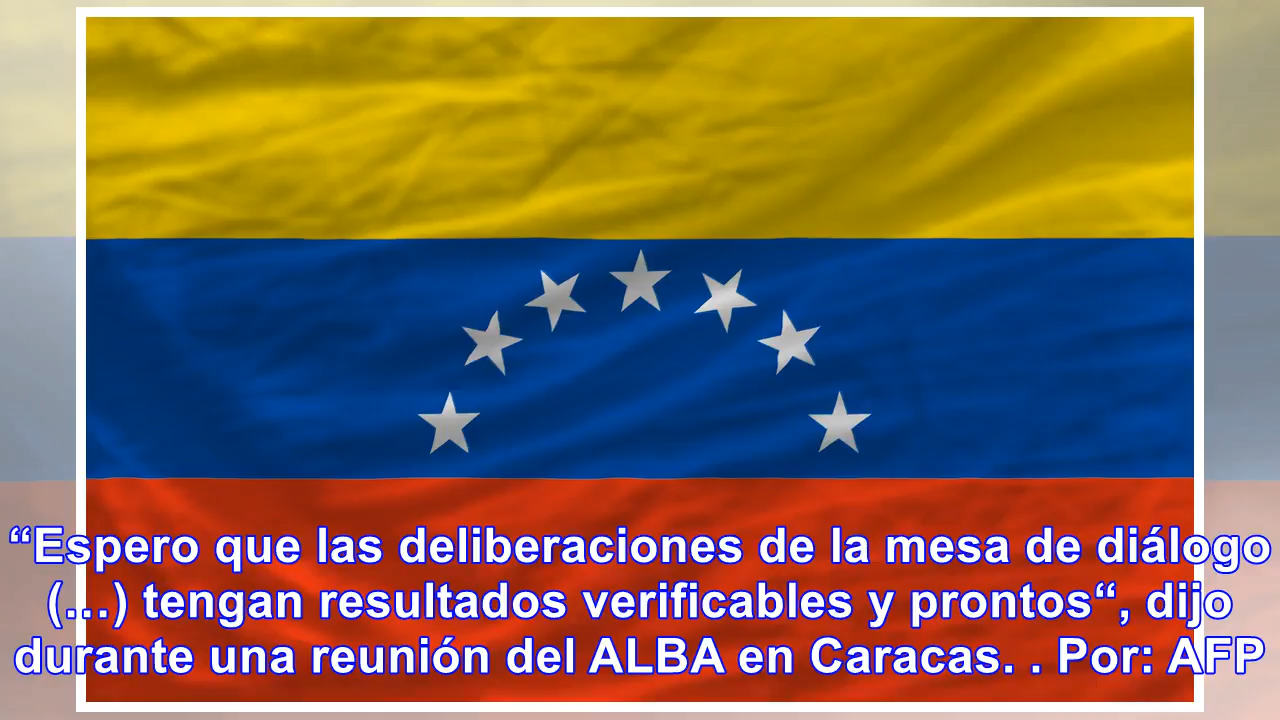 “Espero que las deliberaciones de la mesa de diálogo
(...) tengan resultados verificables y prontos“, dijo
durante una reunión del ALBA en Caracas. . Por: AFP